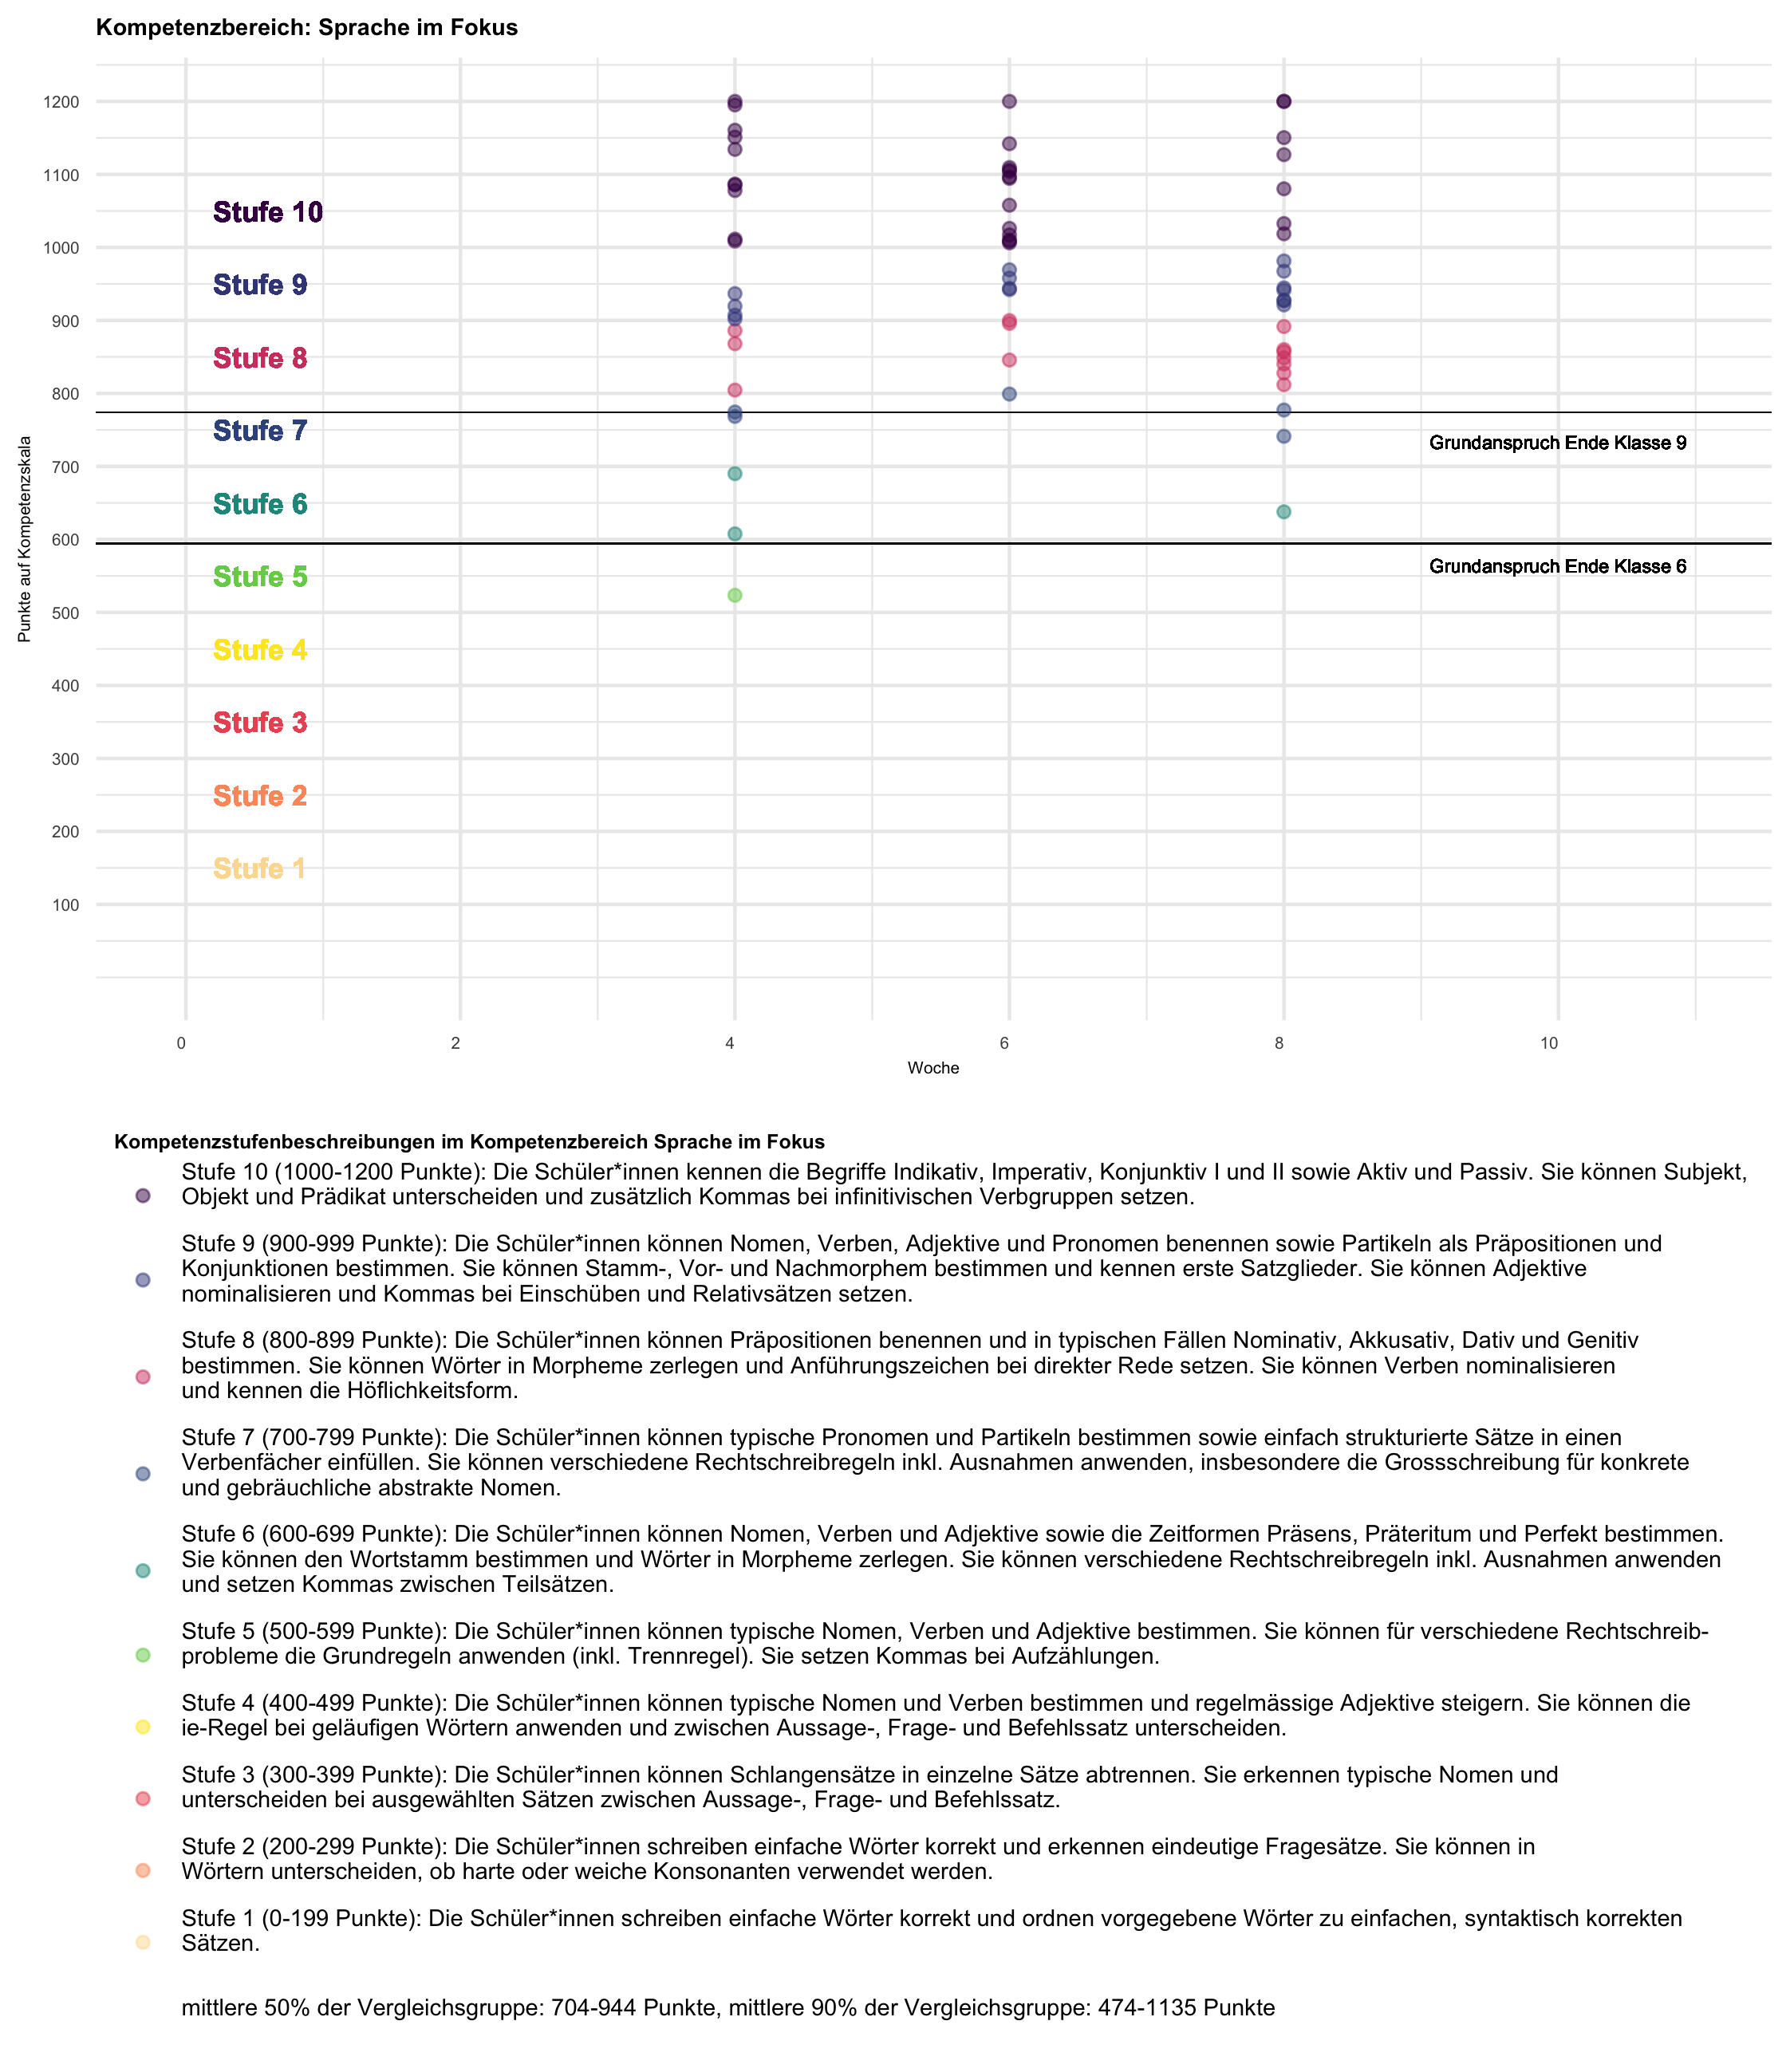 Kompetenzbereich: Sprache im Fokus
1200
1100
Stufe 10
1000
Stufe 9
900
Stufe 8
800
Stufe 7
Grundanspruch Ende Klasse 9
700
Stufe 6
600
Grundanspruch Ende Klasse 6
Stufe 5
500
Stufe 4
400
Stufe 3
300
Stufe 2
200
Stufe 1
100
Punkte auf Kompetenzskala
0 2 4 6 8 10
Woche
Kompetenzstufenbeschreibungen im Kompetenzbereich Sprache im Fokus
Stufe 10 (1000-1200 Punkte): Die Schüler*innen kennen die Begriffe Indikativ, Imperativ, Konjunktiv I und II sowie Aktiv und Passiv. Sie können Subjekt,
Objekt und Prädikat unterscheiden und zusätzlich Kommas bei infinitivischen Verbgruppen setzen.
Stufe 9 (900-999 Punkte): Die Schüler*innen können Nomen, Verben, Adjektive und Pronomen benennen sowie Partikeln als Präpositionen und
Konjunktionen bestimmen. Sie können Stamm-, Vor- und Nachmorphem bestimmen und kennen erste Satzglieder. Sie können Adjektive
nominalisieren und Kommas bei Einschüben und Relativsätzen setzen.
Stufe 8 (800-899 Punkte): Die Schüler*innen können Präpositionen benennen und in typischen Fällen Nominativ, Akkusativ, Dativ und Genitiv
bestimmen. Sie können Wörter in Morpheme zerlegen und Anführungszeichen bei direkter Rede setzen. Sie können Verben nominalisieren
und kennen die Höflichkeitsform.
Stufe 7 (700-799 Punkte): Die Schüler*innen können typische Pronomen und Partikeln bestimmen sowie einfach strukturierte Sätze in einen
Verbenfächer einfüllen. Sie können verschiedene Rechtschreibregeln inkl. Ausnahmen anwenden, insbesondere die Grossschreibung für konkrete
und gebräuchliche abstrakte Nomen.
Stufe 6 (600-699 Punkte): Die Schüler*innen können Nomen, Verben und Adjektive sowie die Zeitformen Präsens, Präteritum und Perfekt bestimmen.
Sie können den Wortstamm bestimmen und Wörter in Morpheme zerlegen. Sie können verschiedene Rechtschreibregeln inkl. Ausnahmen anwenden
und setzen Kommas zwischen Teilsätzen.
Stufe 5 (500-599 Punkte): Die Schüler*innen können typische Nomen, Verben und Adjektive bestimmen. Sie können für verschiedene Rechtschreib-
probleme die Grundregeln anwenden (inkl. Trennregel). Sie setzen Kommas bei Aufzählungen.
Stufe 4 (400-499 Punkte): Die Schüler*innen können typische Nomen und Verben bestimmen und regelmässige Adjektive steigern. Sie können die
ie-Regel bei geläufigen Wörtern anwenden und zwischen Aussage-, Frage- und Befehlssatz unterscheiden.
Stufe 3 (300-399 Punkte): Die Schüler*innen können Schlangensätze in einzelne Sätze abtrennen. Sie erkennen typische Nomen und
unterscheiden bei ausgewählten Sätzen zwischen Aussage-, Frage- und Befehlssatz.
Stufe 2 (200-299 Punkte): Die Schüler*innen schreiben einfache Wörter korrekt und erkennen eindeutige Fragesätze. Sie können in
Wörtern unterscheiden, ob harte oder weiche Konsonanten verwendet werden.
Stufe 1 (0-199 Punkte): Die Schüler*innen schreiben einfache Wörter korrekt und ordnen vorgegebene Wörter zu einfachen, syntaktisch korrekten
Sätzen.
mittlere 50% der Vergleichsgruppe: 704-944 Punkte, mittlere 90% der Vergleichsgruppe: 474-1135 Punkte